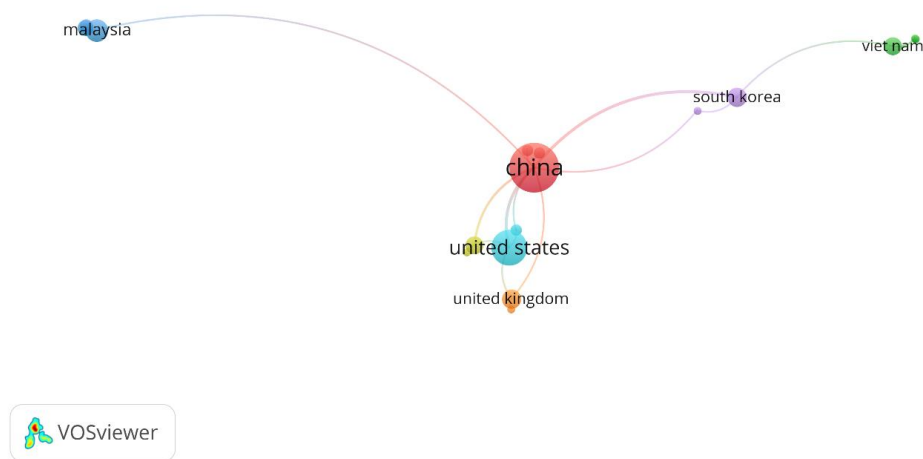 malaysia
viet nam
south korea
china
united states
united kingdom
VOSviewer